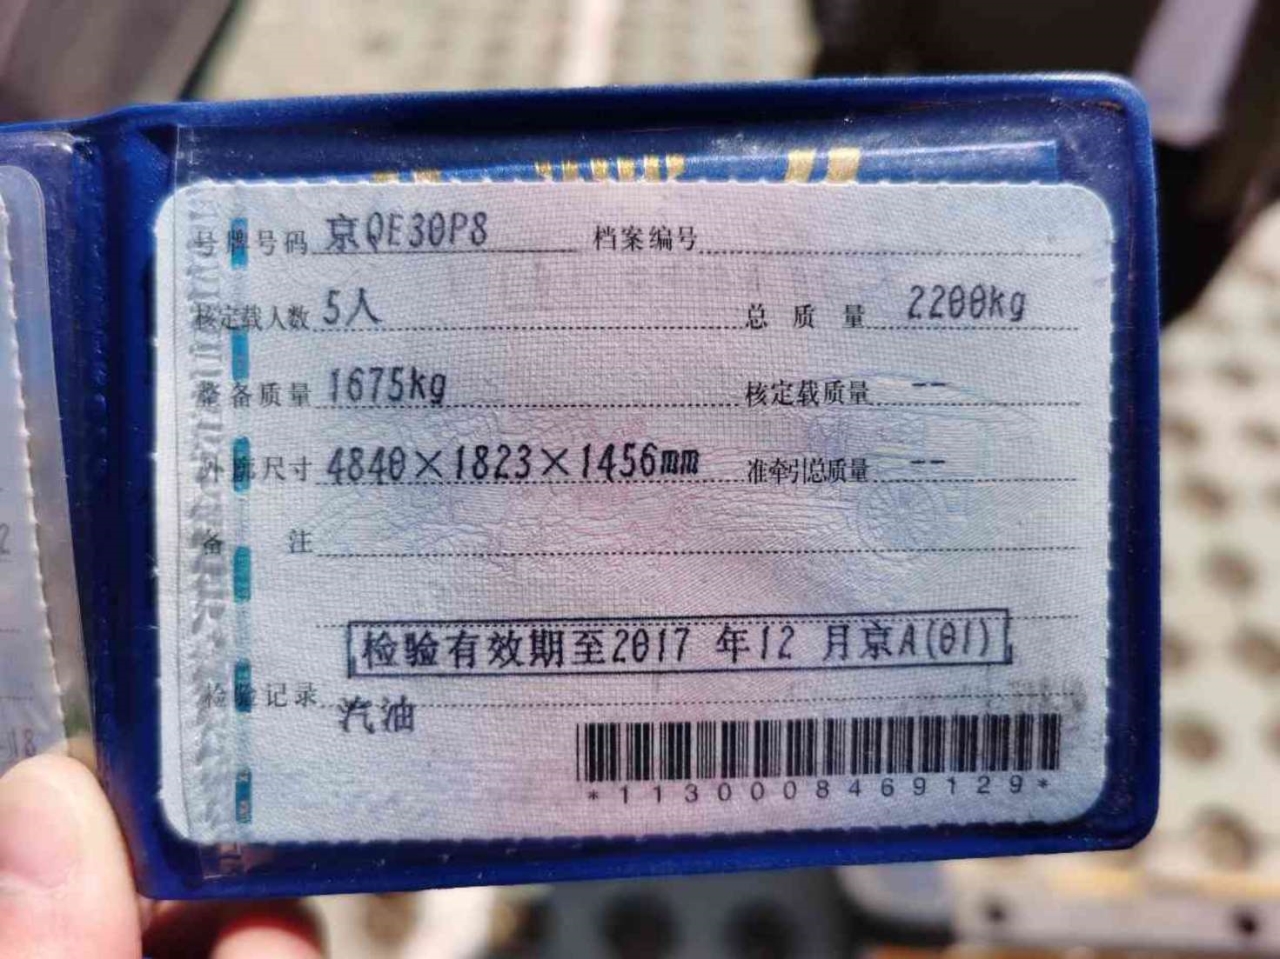 号牌号码 京QE30P8 档案编号
核定载人数 5人 总质量 2200kg
整备质量 1675kg 核定载质量 --
外廓尺寸 4840×1823×1456mm 准牵引总质量 --
备注
检验有效期至2017 年12 月京A(01)
检验记录
汽油
*1130008469129*